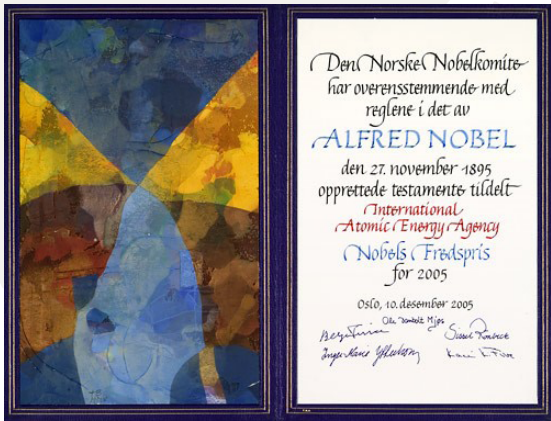 Den Norske Nobelkomite
har overensstemmende med
reglene i det av
ALFRED NOBEL
den 27. november 1895
opprettede testamente tildelt
International
Atomic Energy Agency
Nobels Fredspris
for 2005
Oslo, 10. desember 2005
Ole Danbolt Mjøs